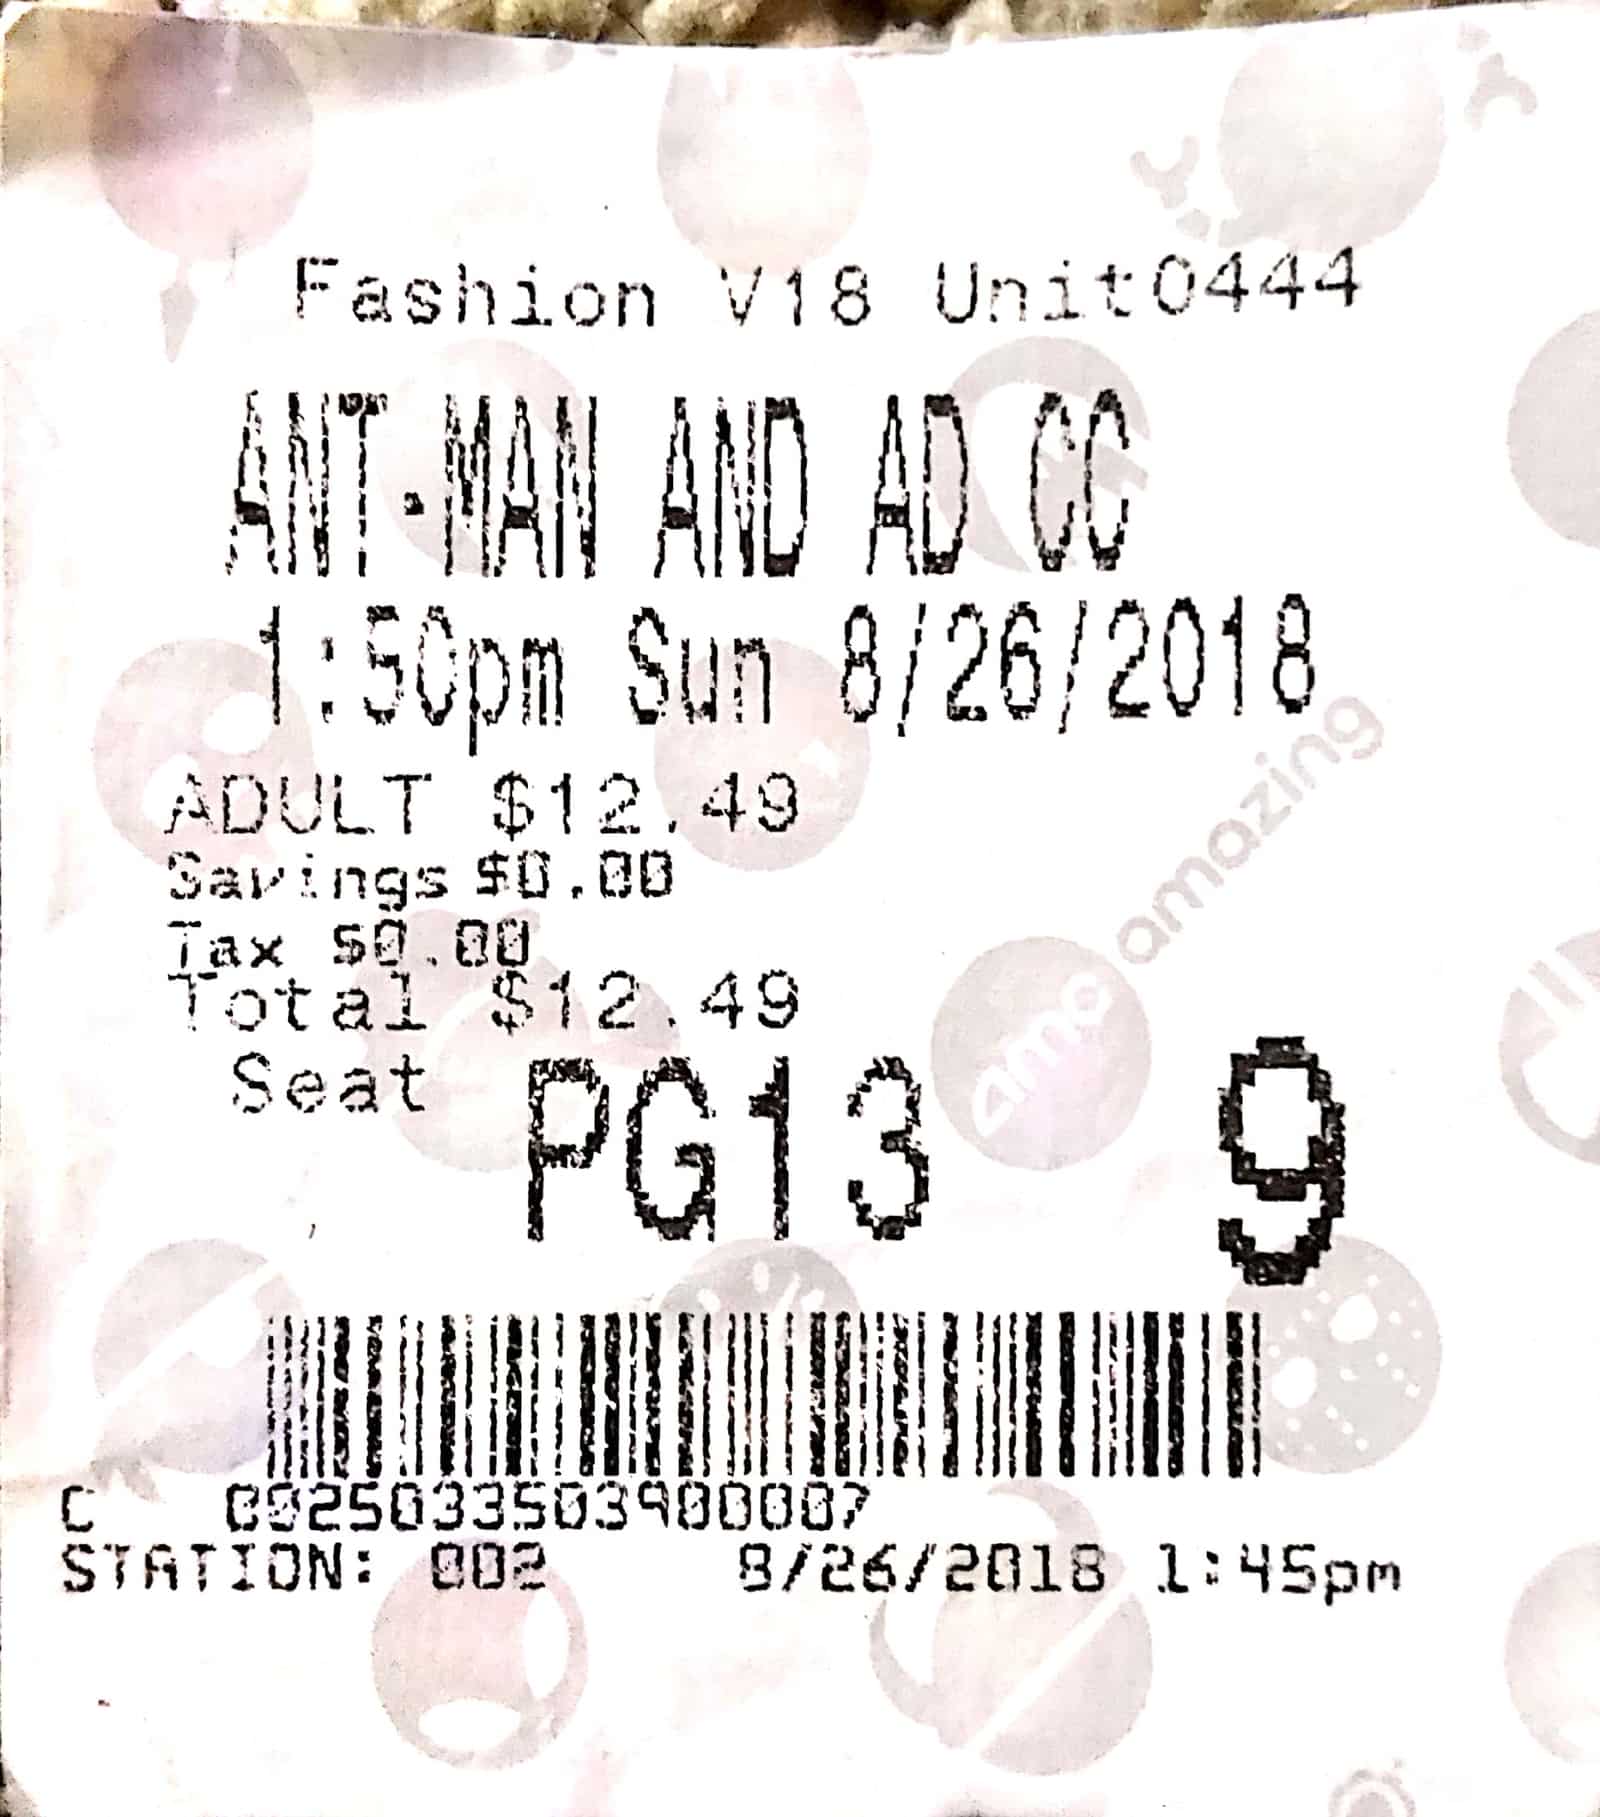 Fashion V18 Unit0444
ANT-MAN AND AD CC
1:50pm Sun 8/26/2018
ADULT $12.49
Savings $0.00
Tax $0.00
Total $12.49
Seat
PG13 9
amc amazing
C 0025033503900007
STATION: 002 8/26/2018 1:45pm